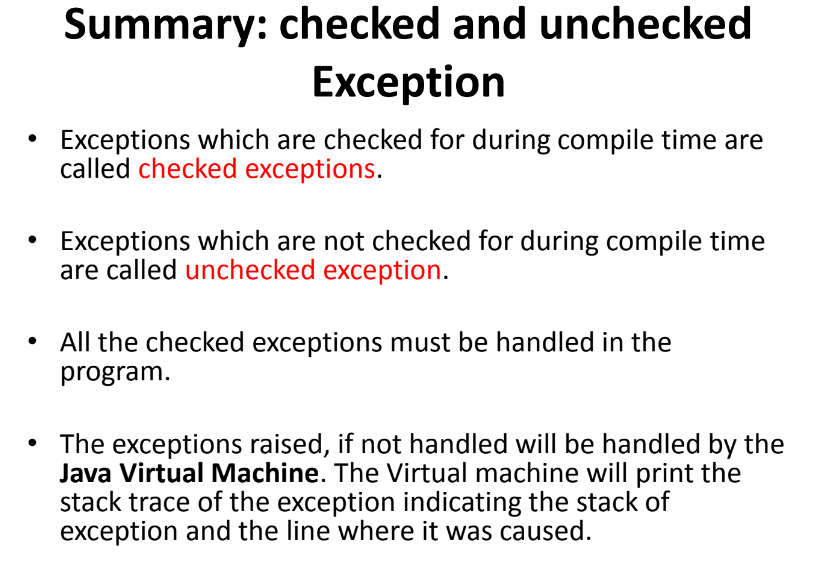 Summary: checked and unchecked
Exception
• Exceptions which are checked for during compile time are
called checked exceptions.
• Exceptions which are not checked for during compile time
are called unchecked exception.
• All the checked exceptions must be handled in the
program.
• The exceptions raised, if not handled will be handled by the
Java Virtual Machine. The Virtual machine will print the
stack trace of the exception indicating the stack of
exception and the line where it was caused.